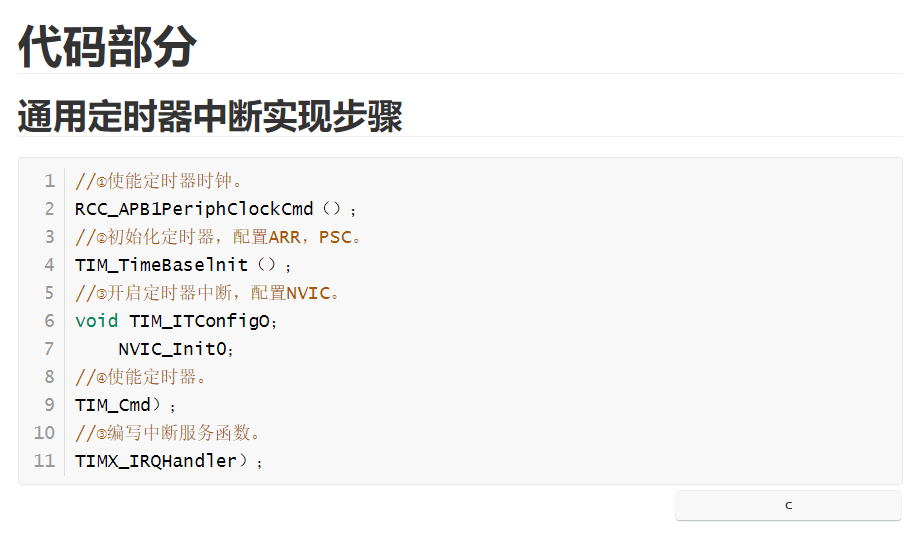 代码部分
通用定时器中断实现步骤
1 //①使能定时器时钟。
2 RCC_APB1PeriphClockCmd（）;
3 //②初始化定时器，配置ARR，PSC。
4 TIM_TimeBaselnit（）;
5 //③开启定时器中断，配置NVIC。
6 void TIM_ITConfigO;
7 NVIC_InitO;
8 //④使能定时器。
9 TIM_Cmd）;
10 //③编写中断服务函数。
11 TIMX_IRQHandler）;
C